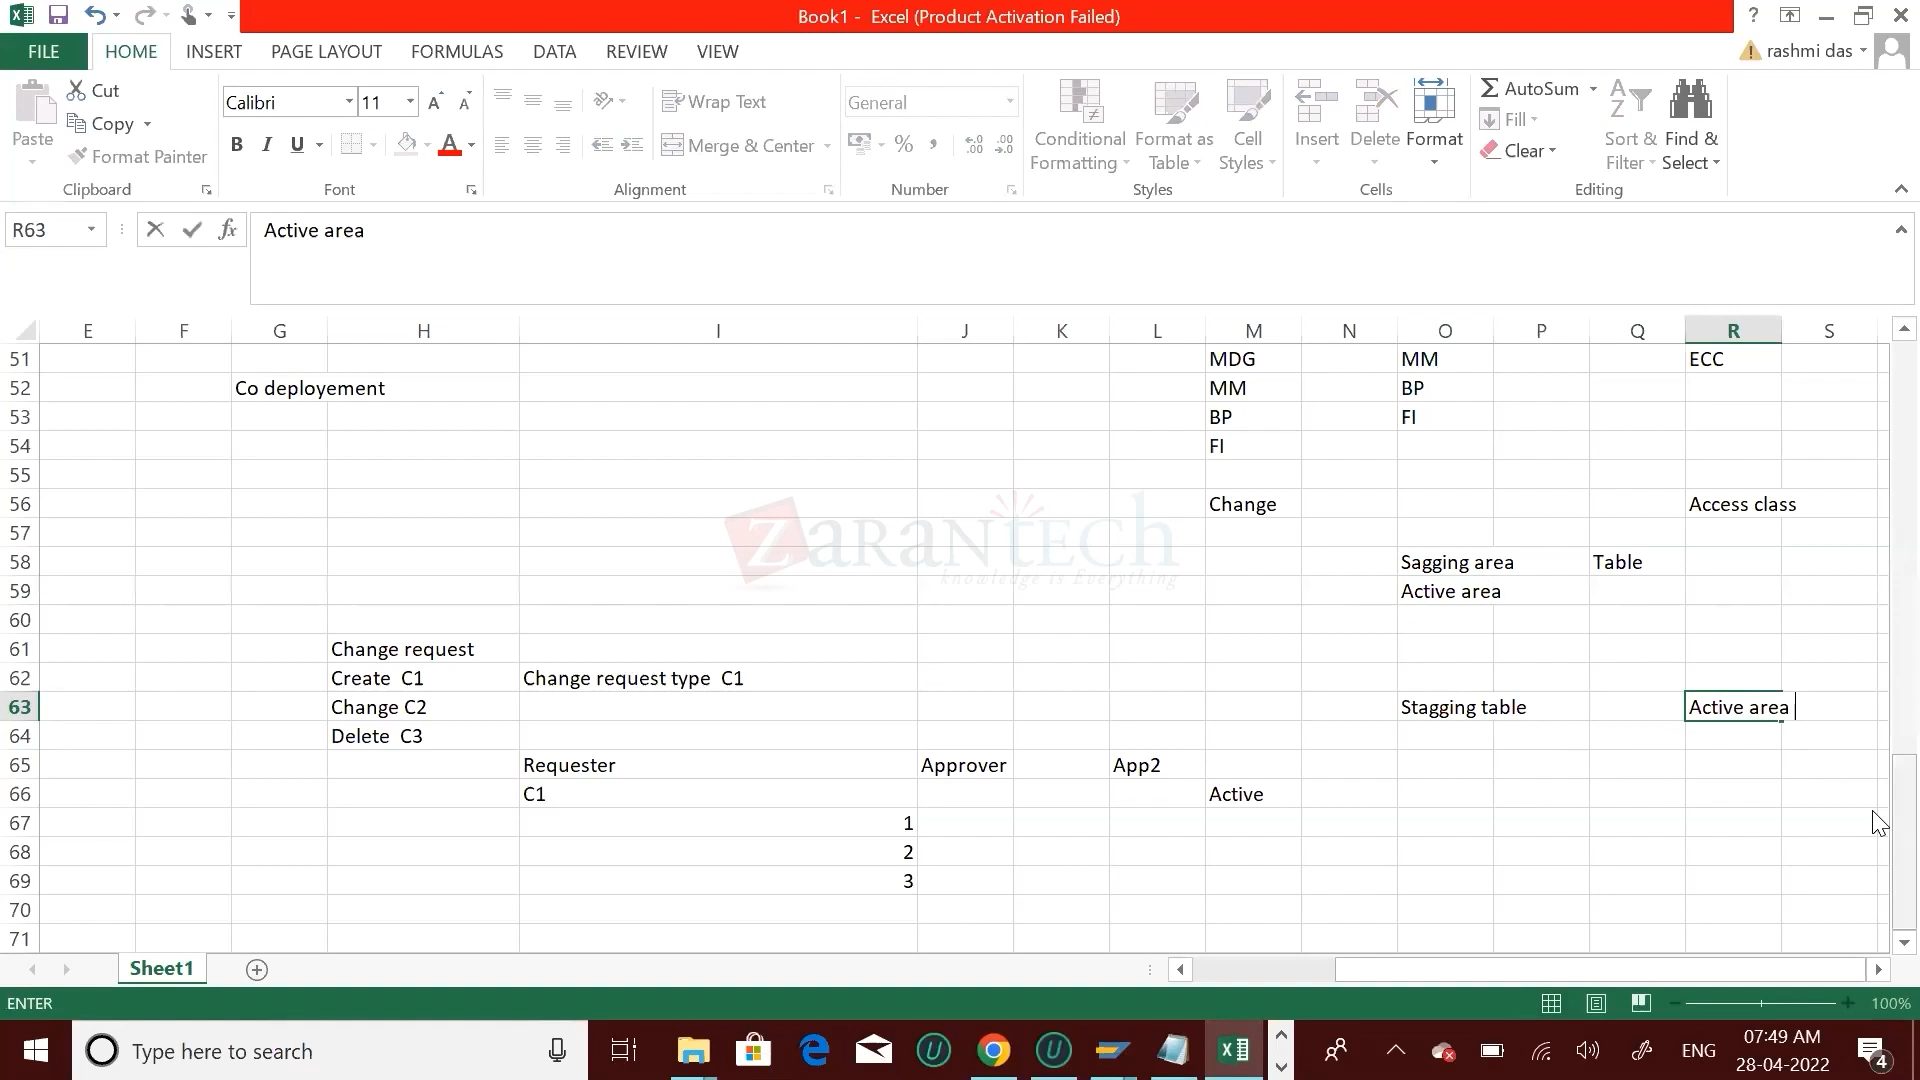 Book1 - Excel (Product Activation Failed)
FILE HOME INSERT PAGE LAYOUT FORMULAS DATA REVIEW VIEW
rashmi das
Paste
Cut
Copy
Format Painter
Clipboard
Calibri 11
B I U
Font
Wrap Text
Merge & Center
Alignment
General
Number
Conditional Formatting
Format as Table
Cell Styles
Styles
Insert
Delete
Format
Cells
AutoSum
Fill
Clear
Sort & Filter
Find & Select
Editing
R63 fx Active area
E F G H I J K L M N O P Q R S
51 MDG MM ECC
52 Co deployement MM BP
53 BP FI
54 FI
55
56 Change Access class
57
58 Sagging area Table
59 Active area
60
61 Change request
62 Create C1 Change request type C1
63 Change C2 Stagging table Active area
64 Delete C3
65 Requester Approver App2
66 C1 Active
67 1
68 2
69 3
70
71
ZaranTech
knowledge is Everything
Sheet1
ENTER 100%
Type here to search
ENG
07:49 AM
28-04-2022
4